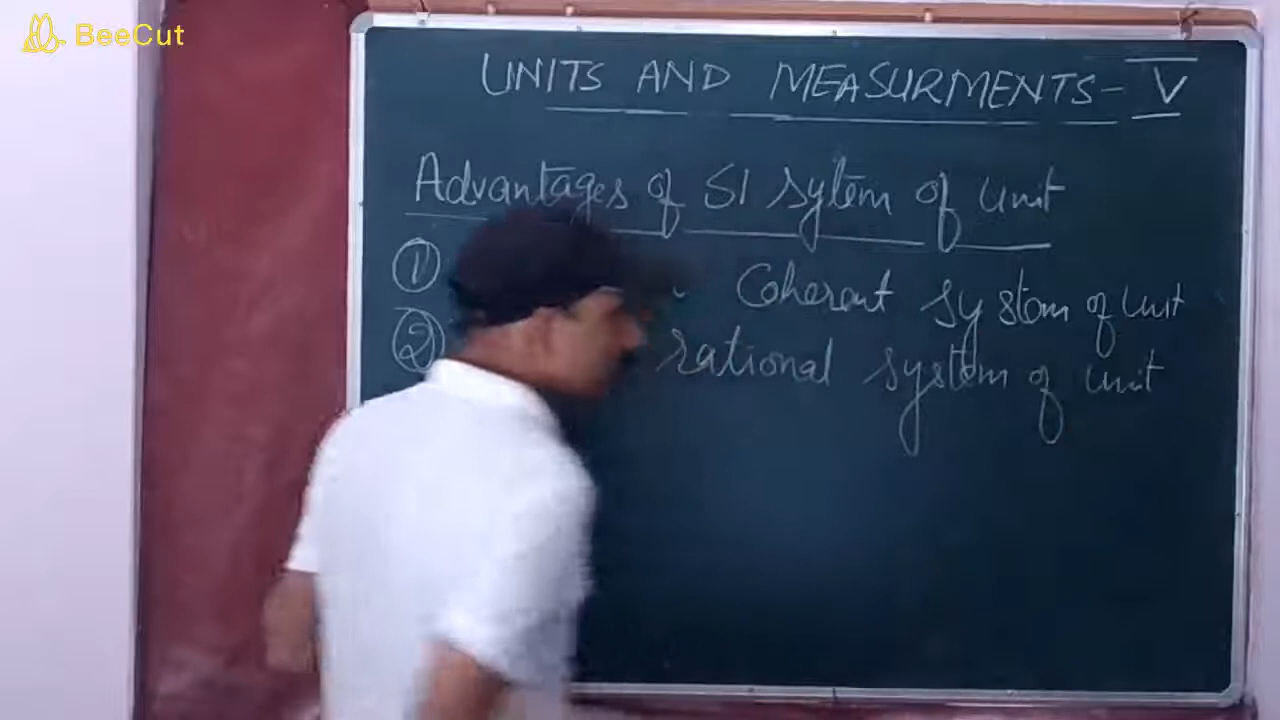 BeeCut
UNITS AND MEASURMENTS - V
Advantages of SI sytem of unit
① Coherent system of unit
② rational system of unit